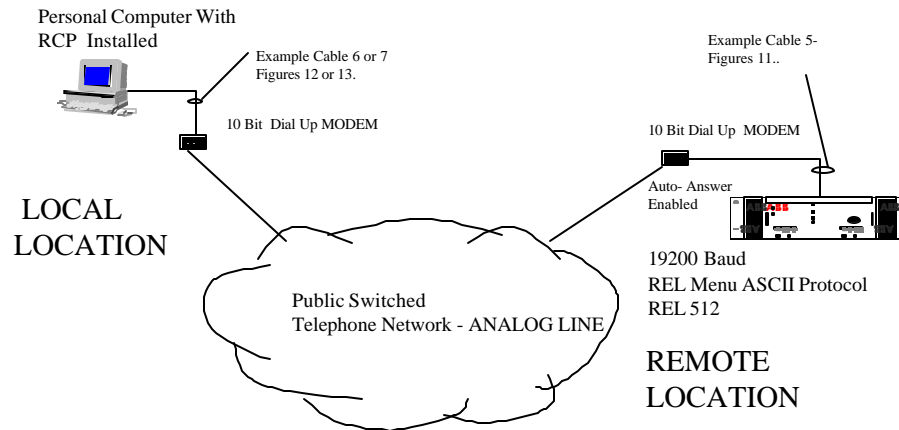 Personal Computer With
RCP Installed
Example Cable 6 or 7
Figures 12 or 13.
10 Bit Dial Up MODEM
LOCAL
LOCATION
Example Cable 5-
Figures 11..
10 Bit Dial Up MODEM
Auto- Answer
Enabled
ABB
19200 Baud
REL Menu ASCII Protocol
REL 512
Public Switched
Telephone Network - ANALOG LINE
REMOTE
LOCATION